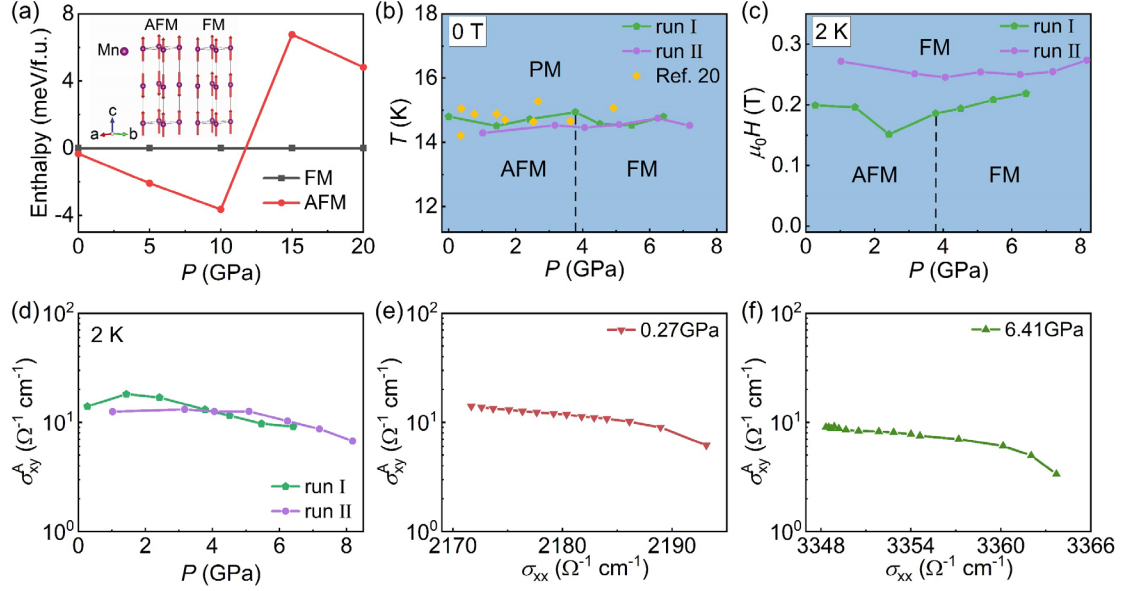 (a)
8
4
0
-4
Enthalpy (meV/f.u.)
AFM FM
Mn
c
a b
FM
AFM
0 5 10 15 20
P (GPa)
(b)
0 T
run I
run II
Ref. 20
18
16
14
12
T (K)
PM
AFM FM
0 2 4 6 8
P (GPa)
(c)
2 K
FM
run I
run II
0.3
0.2
0.1
0.0
μ0H (T)
AFM FM
0 2 4 6 8
P (GPa)
(d)
2 K
10²
10¹
10⁰
σᴬxy (Ω⁻¹ cm⁻¹)
run I
run II
0 2 4 6 8
P (GPa)
(e)
0.27GPa
10²
10¹
10⁰
σᴬxy (Ω⁻¹ cm⁻¹)
2170 2180 2190
σxx (Ω⁻¹ cm⁻¹)
(f)
6.41GPa
10²
10¹
10⁰
σᴬxy (Ω⁻¹ cm⁻¹)
3348 3354 3360 3366
σxx (Ω⁻¹ cm⁻¹)